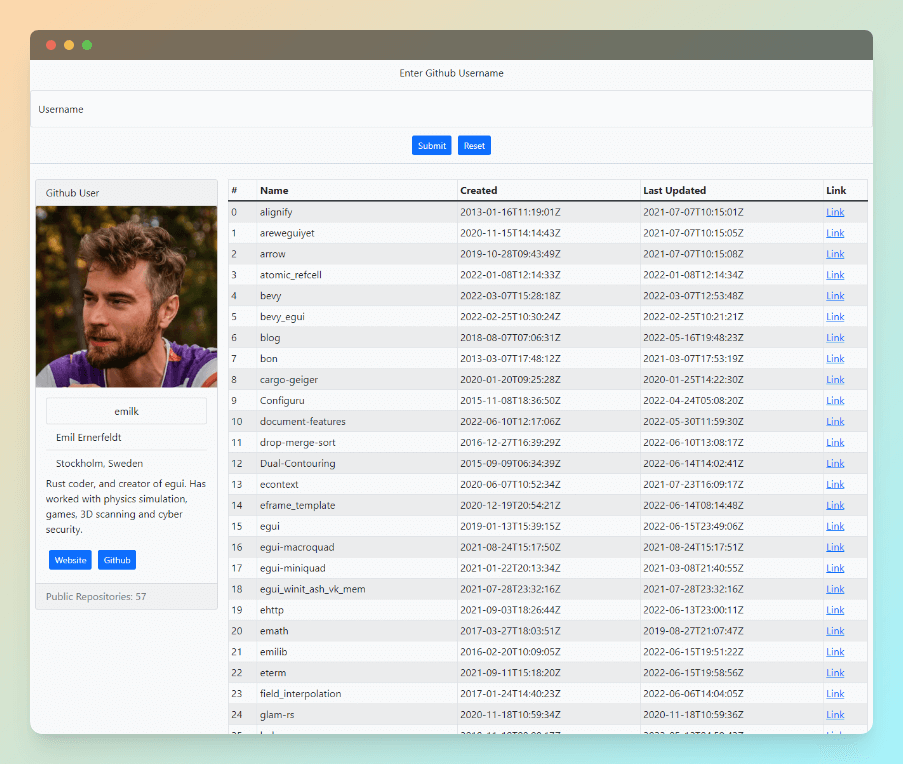 Enter Github Username
Username
Submit Reset
Github User
emilk
Emil Ernerfeldt
Stockholm, Sweden
Rust coder, and creator of egui. Has
worked with physics simulation,
games, 3D scanning and cyber
security.
Website Github
Public Repositories: 57
# Name Created Last Updated Link
0 alignify 2013-01-16T11:19:01Z 2021-07-07T10:15:01Z Link
1 areweguiyet 2020-11-15T14:14:43Z 2021-07-07T10:15:05Z Link
2 arrow 2019-10-28T09:43:49Z 2021-07-07T10:15:08Z Link
3 atomic_refcell 2022-01-08T12:14:33Z 2022-01-08T12:14:34Z Link
4 bevy 2022-03-07T15:28:18Z 2022-03-07T12:53:48Z Link
5 bevy_egui 2022-02-25T10:30:24Z 2022-02-25T10:21:21Z Link
6 blog 2018-08-07T07:06:31Z 2022-05-16T19:48:23Z Link
7 bon 2013-03-07T17:48:12Z 2021-03-07T17:53:19Z Link
8 cargo-geiger 2020-01-20T09:25:28Z 2020-01-25T14:22:30Z Link
9 Configuru 2015-11-08T18:36:50Z 2022-04-24T05:08:20Z Link
10 document-features 2022-06-10T12:17:06Z 2022-05-30T11:59:30Z Link
11 drop-merge-sort 2016-12-27T16:39:29Z 2022-06-10T13:08:17Z Link
12 Dual-Contouring 2015-09-09T06:34:39Z 2022-06-14T14:02:41Z Link
13 econtext 2020-06-07T10:52:34Z 2021-07-23T16:09:17Z Link
14 eframe_template 2020-12-19T20:54:21Z 2022-06-14T08:14:48Z Link
15 egui 2019-01-13T15:39:15Z 2022-06-15T23:49:06Z Link
16 egui-macroquad 2021-08-24T15:17:50Z 2021-08-24T15:17:51Z Link
17 egui-miniquad 2021-01-22T20:13:34Z 2021-03-08T21:40:55Z Link
18 egui_winit_ash_vk_mem 2021-07-28T23:32:16Z 2021-07-28T23:32:16Z Link
19 ehttp 2021-09-03T18:26:44Z 2022-06-13T23:00:11Z Link
20 emath 2017-03-27T18:03:51Z 2019-08-27T21:07:47Z Link
21 emilib 2016-02-20T10:09:05Z 2022-06-15T19:51:22Z Link
22 eterm 2021-09-11T15:18:20Z 2022-06-15T19:58:56Z Link
23 field_interpolation 2017-01-24T14:40:23Z 2022-06-06T14:04:05Z Link
24 glam-rs 2020-11-18T10:59:34Z 2020-11-18T10:59:36Z Link